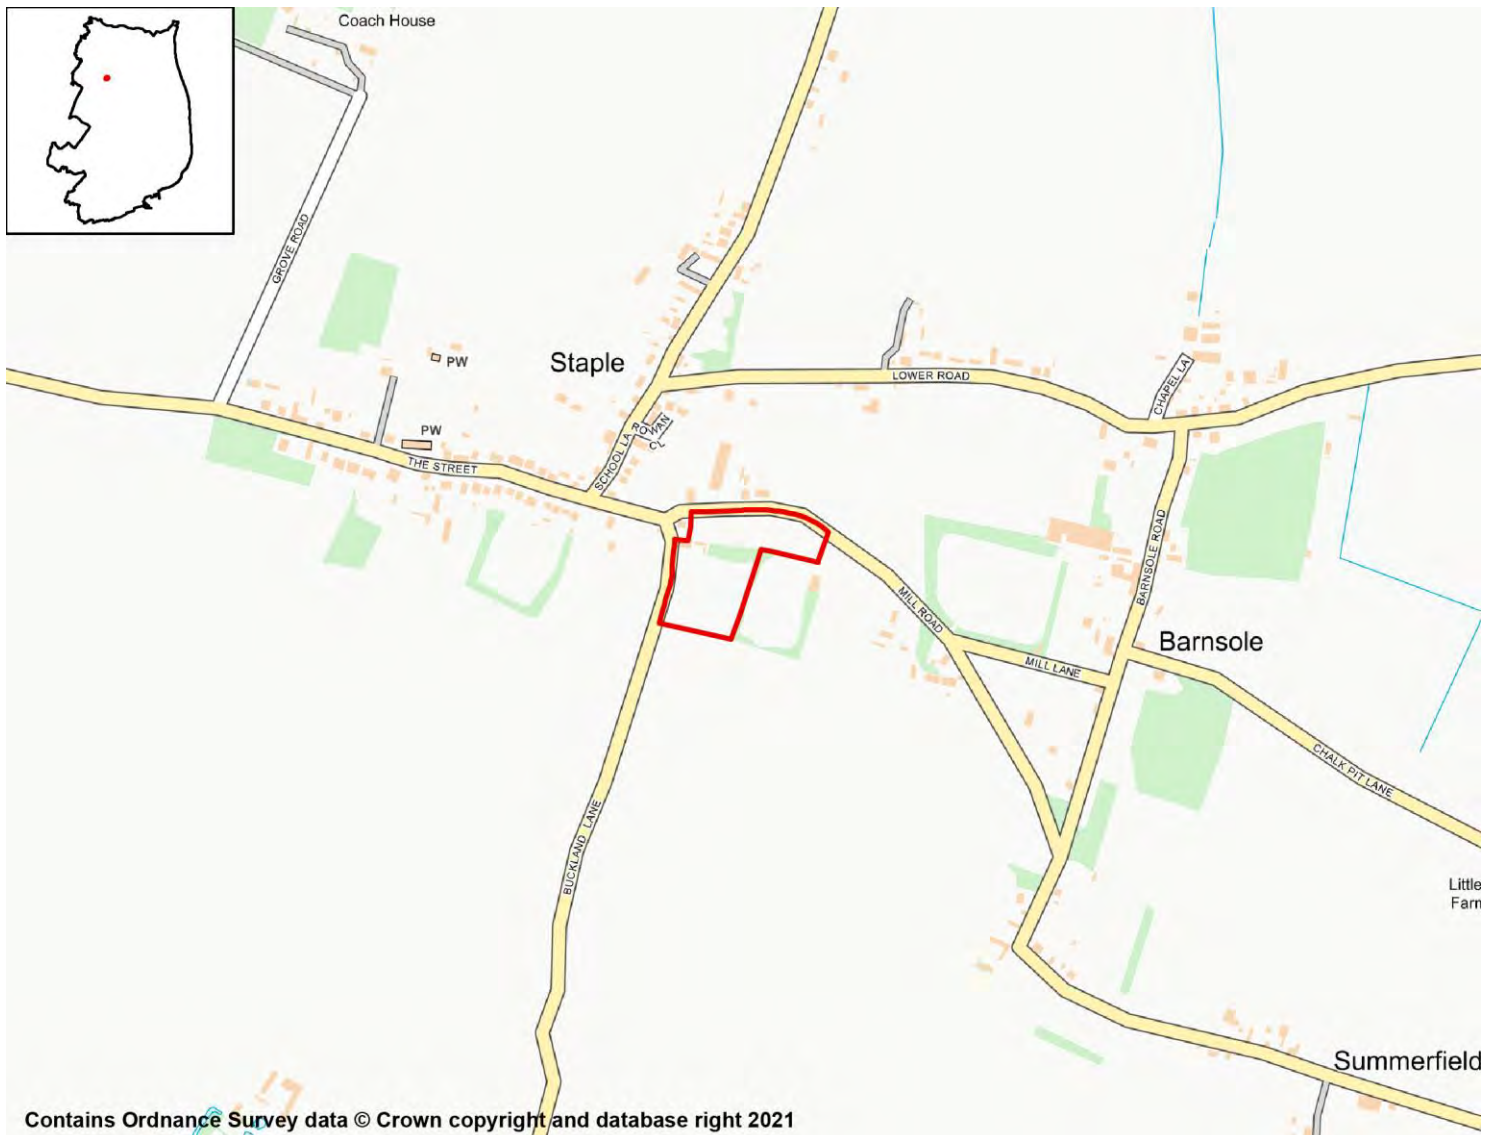 Coach House
GROVE ROAD
PW
Staple
LOWER ROAD
CHAPEL LA
PW
THE STREET
SCHOOL LA
ROWAN
CL
BARNSOLE ROAD
MILL ROAD
Barnsole
MILL LANE
CHALK PIT LANE
BUCKLAND LANE
Little
Farm
Summerfield
Contains Ordnance Survey data © Crown copyright and database right 2021